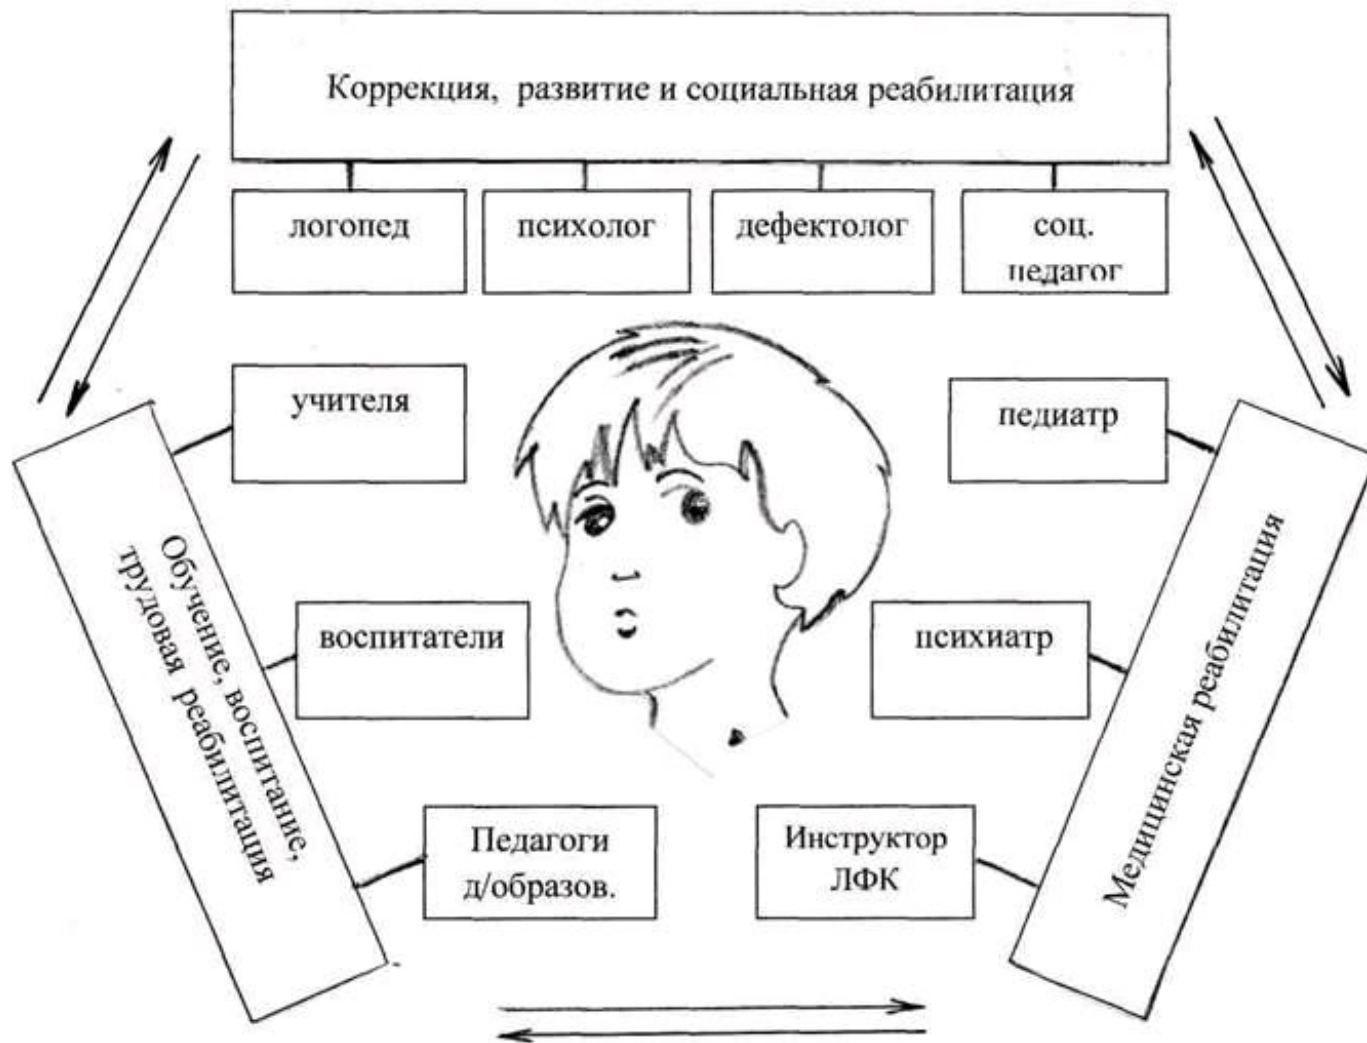 Коррекция, развитие и социальная реабилитация
логопед
психолог
дефектолог
соц.
педагог
учителя
педиатр
Обучение, воспитание,
трудовая реабилитация
Медицинская реабилитация
воспитатели
психиатр
Педагоги
д/образов.
Инструктор
ЛФК